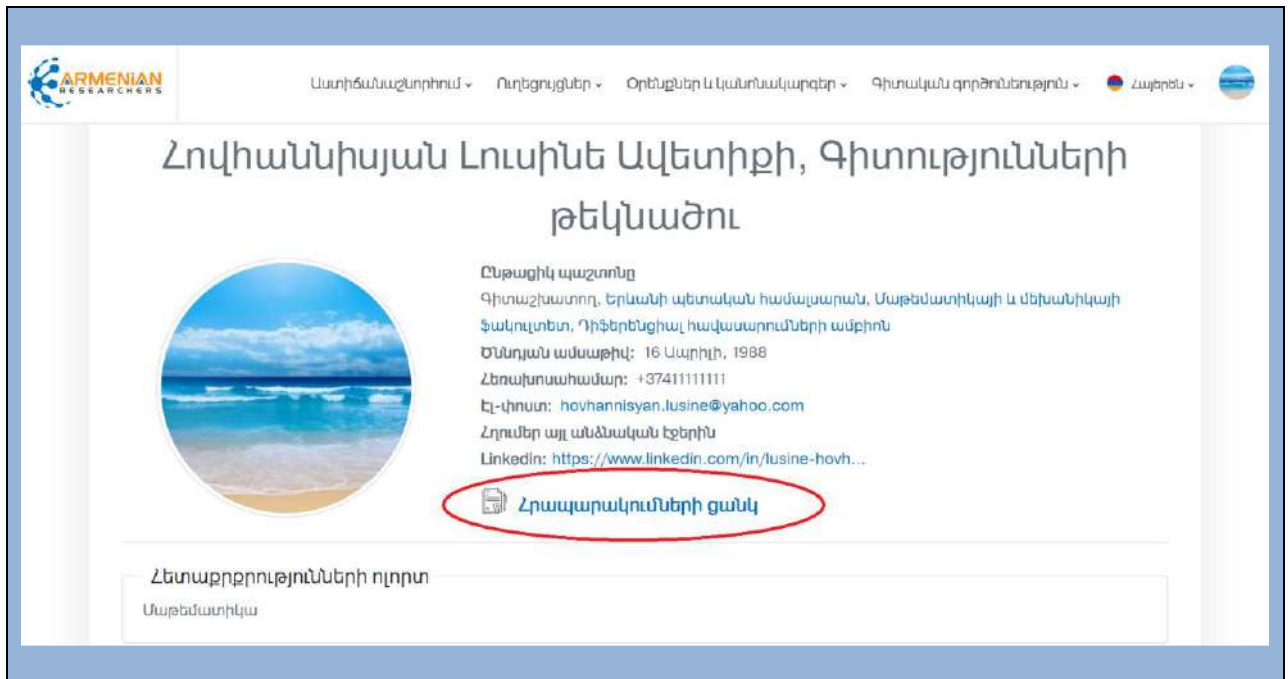 ARMENIAN
RESEARCHERS
Աստիճանաշնորհում Ուղեցույցներ Օրենքներ և կանոնակարգեր Գիտական գործունեություն Հայերեն
Հովհաննիսյան Լուսինե Ավետիքի, Գիտությունների
թեկնածու
Ընթացիկ պաշտոնը
Գիտաշխատող, Երևանի պետական համալսարան, Մաթեմատիկայի և մեխանիկայի
ֆակուլտետ, Դիֆերենցիալ հավասարումների ամբիոն
Ծննդյան ամսաթիվ: 16 Ապրիլի, 1988
Հեռախոսահամար: +37411111111
Էլ-փոստ: hovhannisyan.lusine@yahoo.com
Հղումեր այլ անձնական էջերին
Linkedin: https://www.linkedin.com/in/lusine-hovh...
Հրապարակումների ցանկ
Հետաքրքրությունների ոլորտ
Մաթեմատիկա